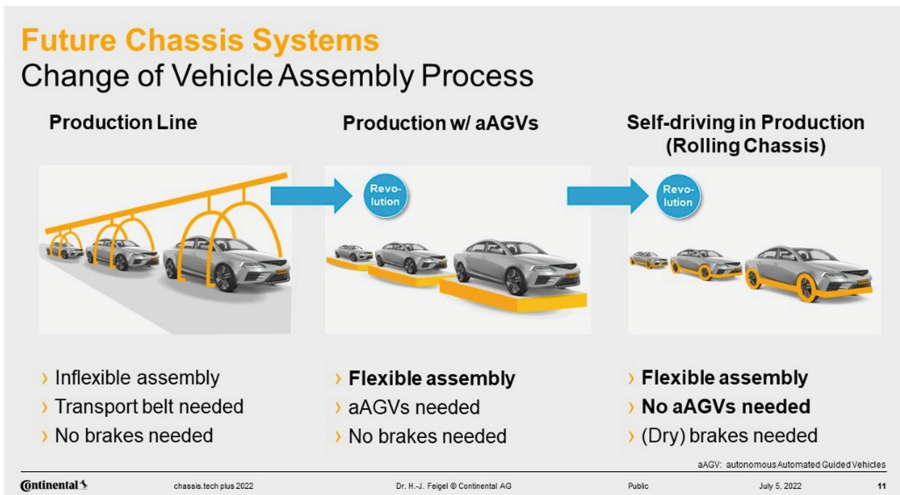 Future Chassis Systems
Change of Vehicle Assembly Process
Production Line
Production w/ aAGVs
Self-driving in Production
(Rolling Chassis)
Revo-
lution
Revo-
lution
› Inflexible assembly
› Transport belt needed
› No brakes needed
› Flexible assembly
› aAGVs needed
› No brakes needed
› Flexible assembly
› No aAGVs needed
› (Dry) brakes needed
aAGV: autonomous Automated Guided Vehicles
Continental
chassis.tech plus 2022
Dr. H.-J. Feigel © Continental AG
Public
July 5, 2022
11